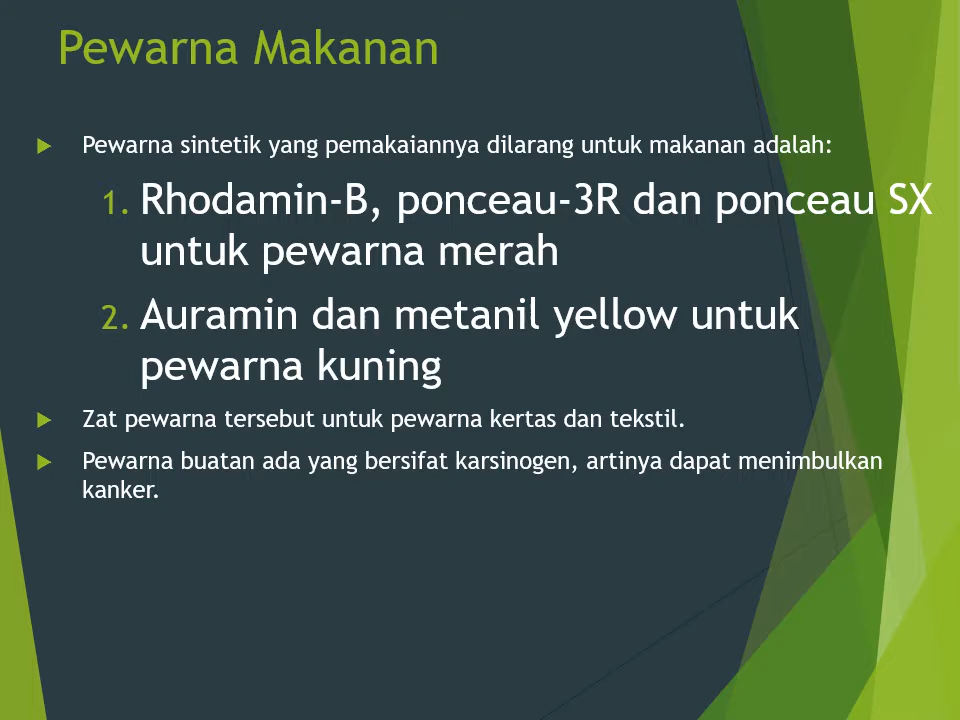 Pewarna Makanan
Pewarna sintetik yang pemakaiannya dilarang untuk makanan adalah:
1. Rhodamin-B, ponceau-3R dan ponceau SX
untuk pewarna merah
2. Auramin dan metanil yellow untuk
pewarna kuning
Zat pewarna tersebut untuk pewarna kertas dan tekstil.
Pewarna buatan ada yang bersifat karsinogen, artinya dapat menimbulkan
kanker.